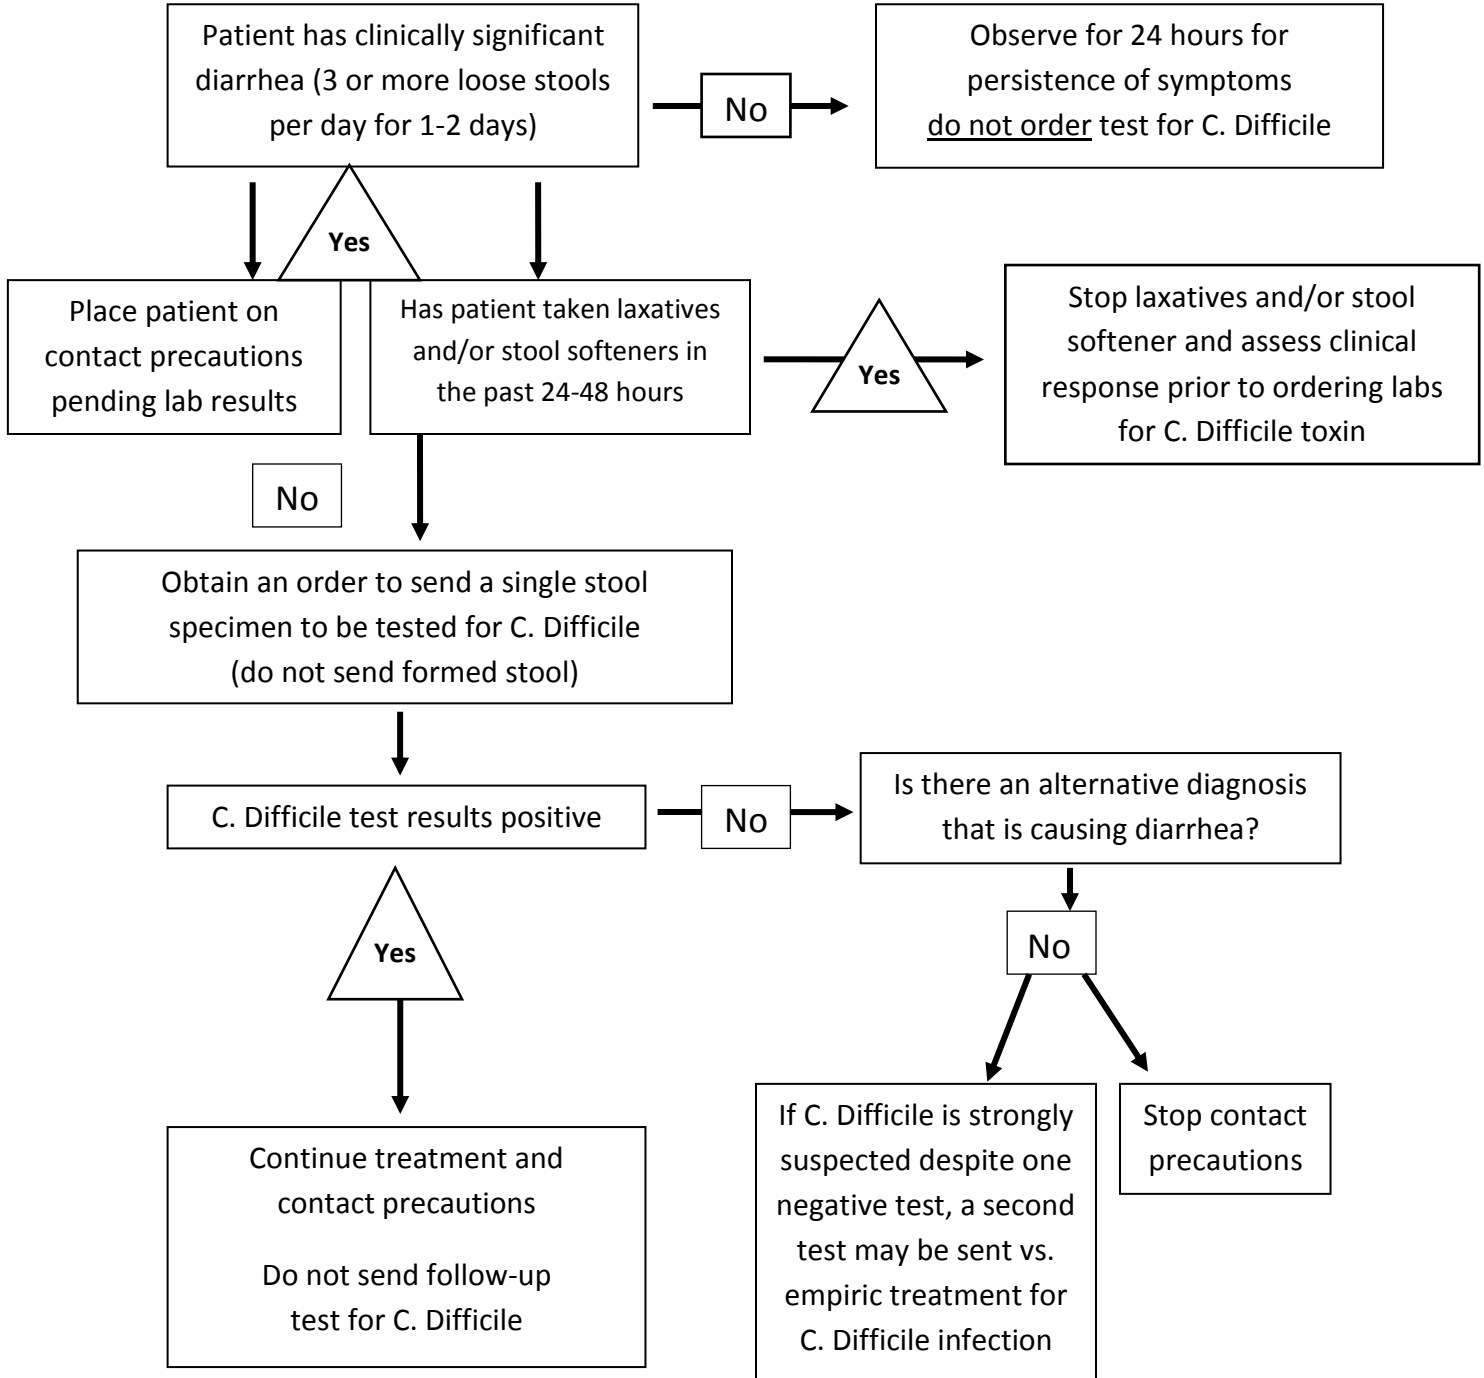 Patient has clinically significant
diarrhea (3 or more loose stools
per day for 1-2 days)
No
Observe for 24 hours for
persistence of symptoms
do not order test for C. Difficile
Yes
Place patient on
contact precautions
pending lab results
Has patient taken laxatives
and/or stool softeners in
the past 24-48 hours
Yes
Stop laxatives and/or stool
softener and assess clinical
response prior to ordering labs
for C. Difficile toxin
No
Obtain an order to send a single stool
specimen to be tested for C. Difficile
(do not send formed stool)
C. Difficile test results positive
No
Is there an alternative diagnosis
that is causing diarrhea?
Yes
No
Continue treatment and
contact precautions
Do not send follow-up
test for C. Difficile
If C. Difficile is strongly
suspected despite one
negative test, a second
test may be sent vs.
empiric treatment for
C. Difficile infection
Stop contact
precautions